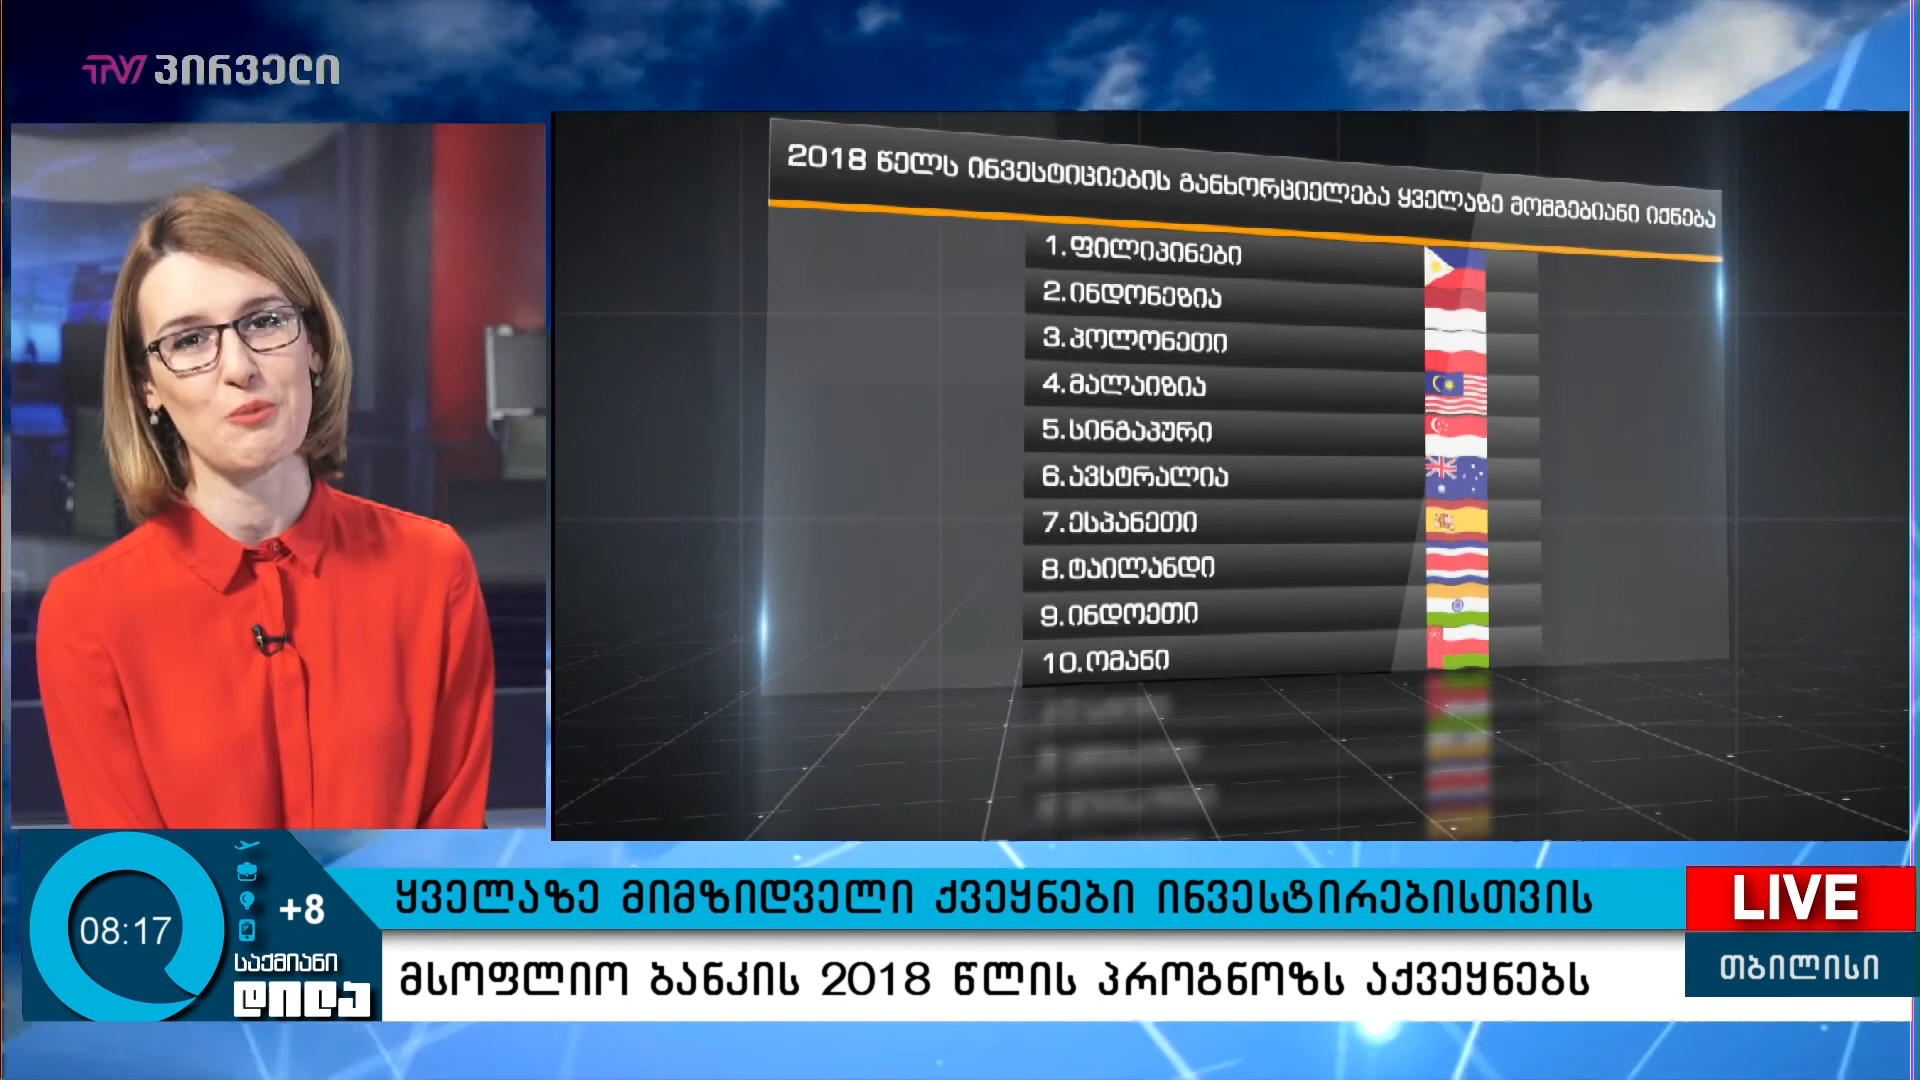 TV პირველი
2018 წელს ინვესტიციების განხორციელება ყველაზე მომგებიანი იქნება
1. ფილიპინები
2. ინდონეზია
3. პოლონეთი
4. მალაიზია
5. სინგაპური
6. ავსტრალია
7. ესპანეთი
8. ტაილანდი
9. ინდოეთი
10. ომანი
08:17
+8
საქმიანი
დილა
ყველაზე მიმზიდველი ქვეყნები ინვესტირებისთვის
მსოფლიო ბანკის 2018 წლის პროგნოზს აქვეყნებს
LIVE
თბილისი